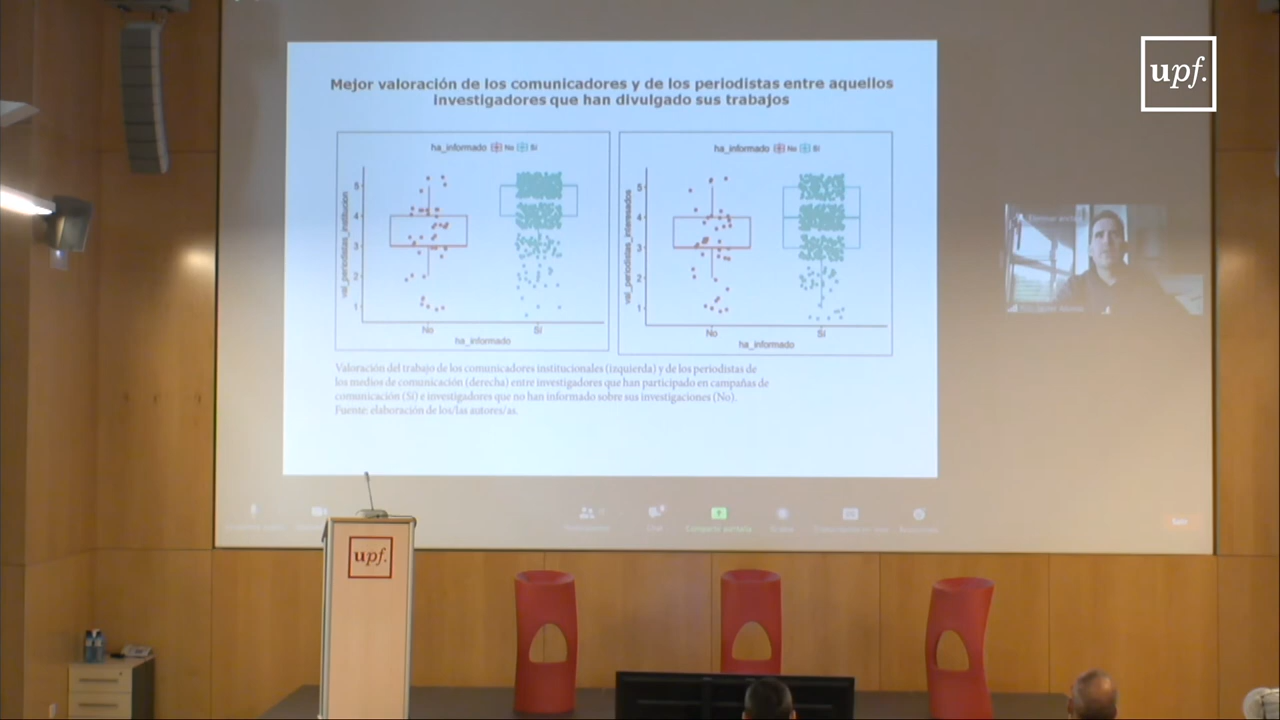 upf.
Mejor valoración de los comunicadores y de los periodistas entre aquellos
investigadores que han divulgado sus trabajos
ha_informado No Sí
val_periodistas_institucion
5
4
3
2
1
No Sí
ha_informado
ha_informado No Sí
val_periodistas_interesados
5
4
3
2
1
No Sí
ha_informado
Valoración del trabajo de los comunicadores institucionales (izquierda) y de los periodistas de
los medios de comunicación (derecha) entre investigadores que han participado en campañas de
comunicación (Sí) e investigadores que no han informado sobre sus investigaciones (No).
Fuente: elaboración de los/las autores/as.
Compartir pantalla
upf.